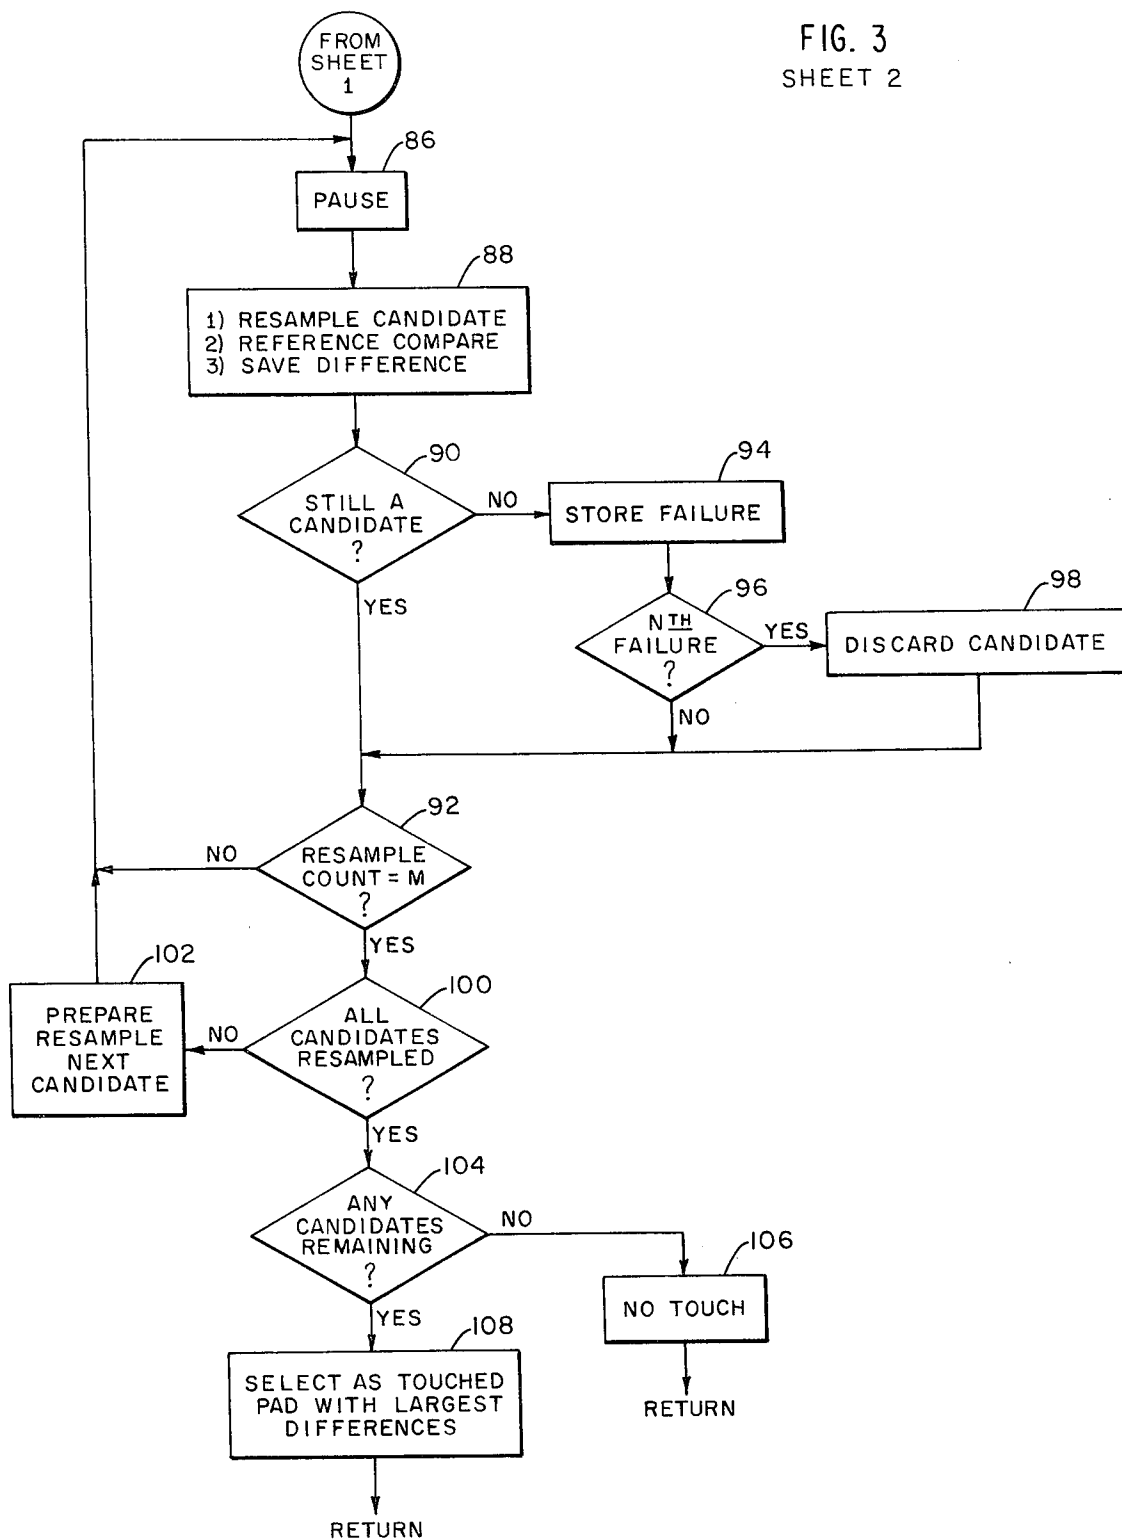 FIG. 3
SHEET 2
FROM
SHEET
1
86
PAUSE
88
1) RESAMPLE CANDIDATE
2) REFERENCE COMPARE
3) SAVE DIFFERENCE
90
STILL A
CANDIDATE
?
NO
YES
94
STORE FAILURE
96
NTH
FAILURE
?
YES
NO
98
DISCARD CANDIDATE
92
RESAMPLE
COUNT = M
?
NO
YES
102
PREPARE
RESAMPLE
NEXT
CANDIDATE
100
ALL
CANDIDATES
RESAMPLED
?
NO
YES
104
ANY
CANDIDATES
REMAINING
?
NO
YES
106
NO TOUCH
RETURN
108
SELECT AS TOUCHED
PAD WITH LARGEST
DIFFERENCES
RETURN